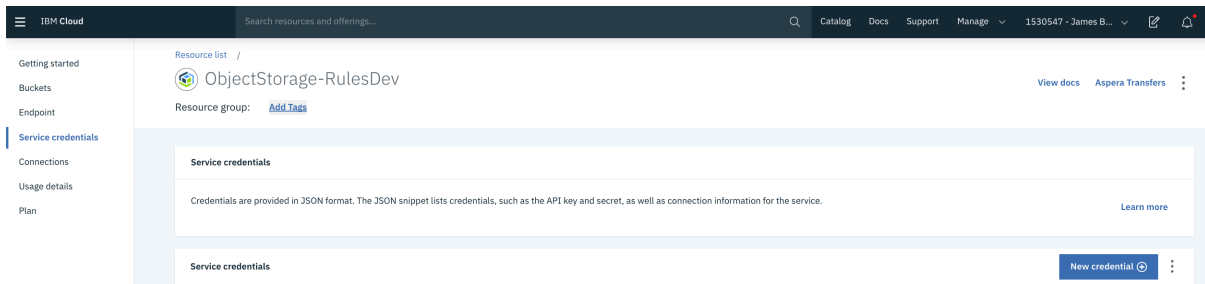 IBM Cloud Search resources and offerings... Catalog Docs Support Manage 1530547 - James B...
Getting started
Buckets
Endpoint
Service credentials
Connections
Usage details
Plan
Resource list /
ObjectStorage-RulesDev
View docs Aspera Transfers
Resource group: Add Tags
Service credentials
Credentials are provided in JSON format. The JSON snippet lists credentials, such as the API key and secret, as well as connection information for the service.
Learn more
Service credentials
New credential